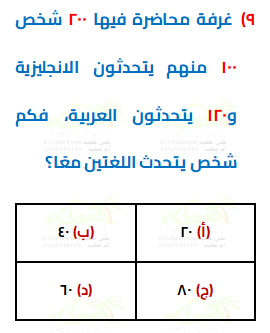 ٩) غرفة محاضرة فيها ٢٠٠ شخص
١٠٠ منهم يتحدثون الانجليزية
و١٢٠ يتحدثون العربية، فكم
شخص يتحدث اللغتين معًا؟
(أ) ٢٠ (ب) ٤٠
(ج) ٨٠ (د) ٦٠